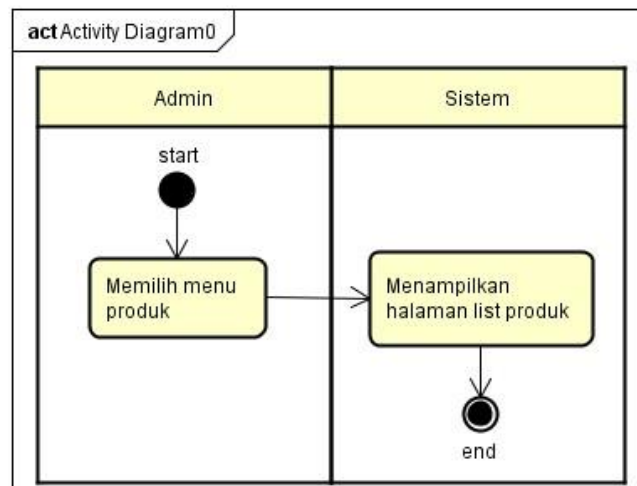 act Activity Diagram0
Admin
Sistem
start
Memilih menu
produk
Menampilkan
halaman list produk
end